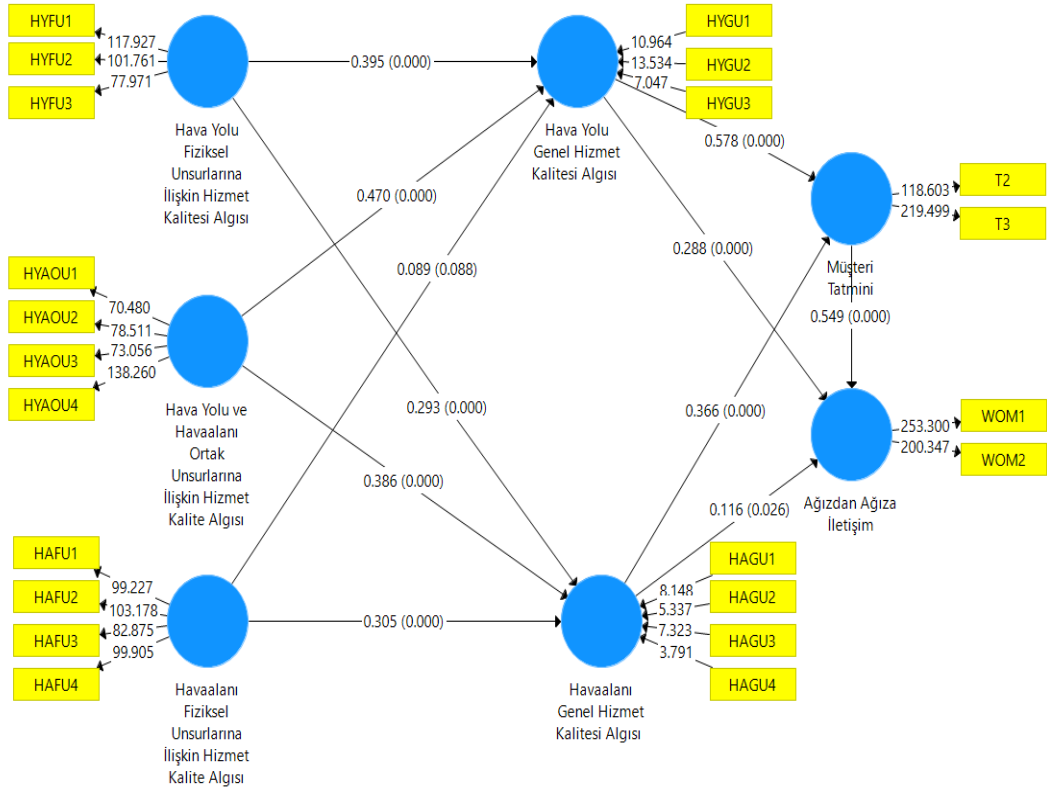 HYFU1
HYFU2
HYFU3
117.927
101.761
77.971
Hava Yolu
Fiziksel
Unsurlarına
İlişkin Hizmet
Kalitesi Algısı
0.395 (0.000)
HYGU1
HYGU2
HYGU3
10.964
13.534
7.047
Hava Yolu
Genel Hizmet
Kalitesi Algısı
0.578 (0.000)
0.470 (0.000)
0.288 (0.000)
0.089 (0.088)
118.603
219.499
T2
T3
Müşteri
Tatmini
0.549 (0.000)
HYAOU1
HYAOU2
HYAOU3
HYAOU4
70.480
78.511
73.056
138.260
Hava Yolu ve
Havaalanı
Ortak
Unsurlarına
İlişkin Hizmet
Kalite Algısı
0.293 (0.000)
0.366 (0.000)
0.386 (0.000)
253.300
200.347
WOM1
WOM2
Ağızdan Ağıza
İletişim
0.116 (0.026)
HAFU1
HAFU2
HAFU3
HAFU4
99.227
103.178
82.875
99.905
Havaalanı
Fiziksel
Unsurlarına
İlişkin Hizmet
Kalite Algısı
0.305 (0.000)
HAGU1
HAGU2
HAGU3
HAGU4
8.148
5.337
7.323
3.791
Havaalanı
Genel Hizmet
Kalitesi Algısı